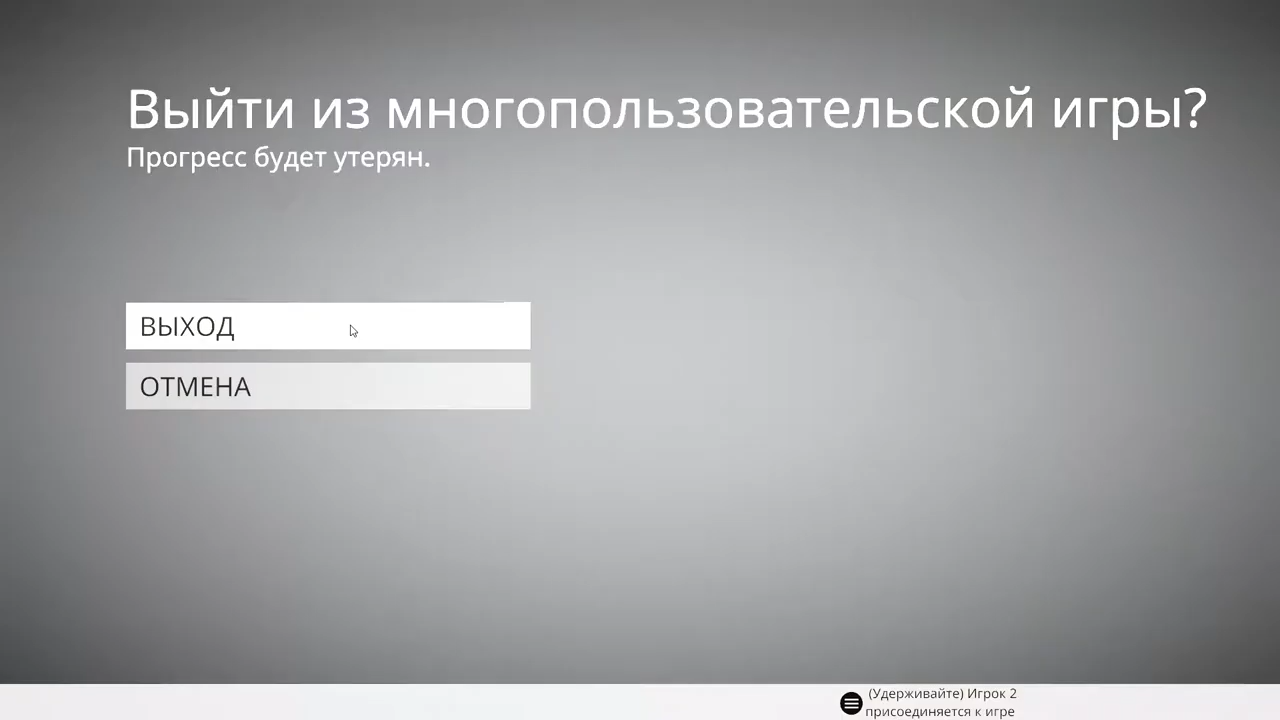 Выйти из многопользовательской игры?
Прогресс будет утерян.
ВЫХОД
ОТМЕНА
(Удерживайте) Игрок 2
присоединяется к игре